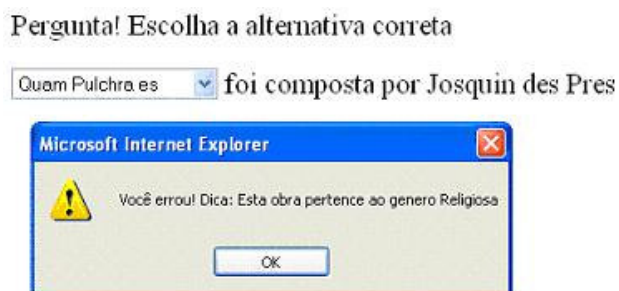 Pergunta! Escolha a alternativa correta
Quam Pulchra es foi composta por Josquin des Pres
Microsoft Internet Explorer
Você errou! Dica: Esta obra pertence ao genero Religiosa
OK